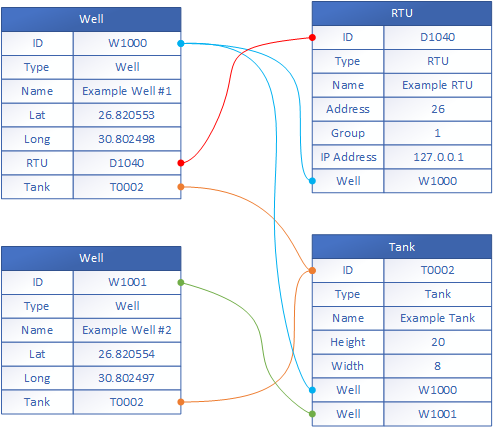 Well
ID W1000
Type Well
Name Example Well #1
Lat 26.820553
Long 30.802498
RTU D1040
Tank T0002
RTU
ID D1040
Type RTU
Name Example RTU
Address 26
Group 1
IP Address 127.0.0.1
Well W1000
Well
ID W1001
Type Well
Name Example Well #2
Lat 26.820554
Long 30.802497
Tank T0002
Tank
ID T0002
Type Tank
Name Example Tank
Height 20
Width 8
Well W1000
Well W1001